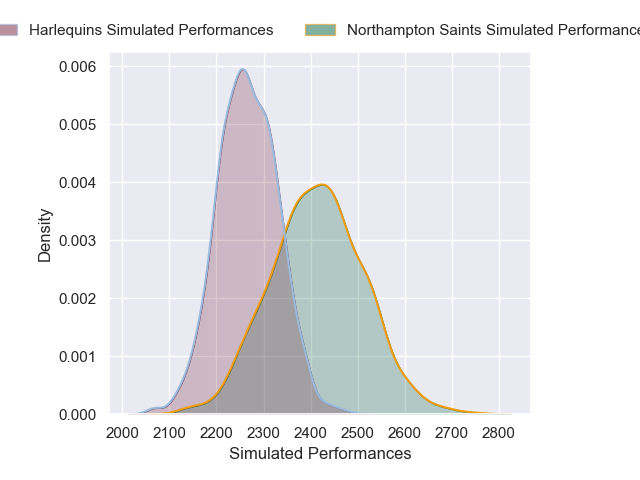 Harlequins Simulated Performances
Northampton Saints Simulated Performance
0.006
0.005
0.004
0.003
0.002
0.001
0.000
Density
2000 2100 2200 2300 2400 2500 2600 2700 2800
Simulated Performances